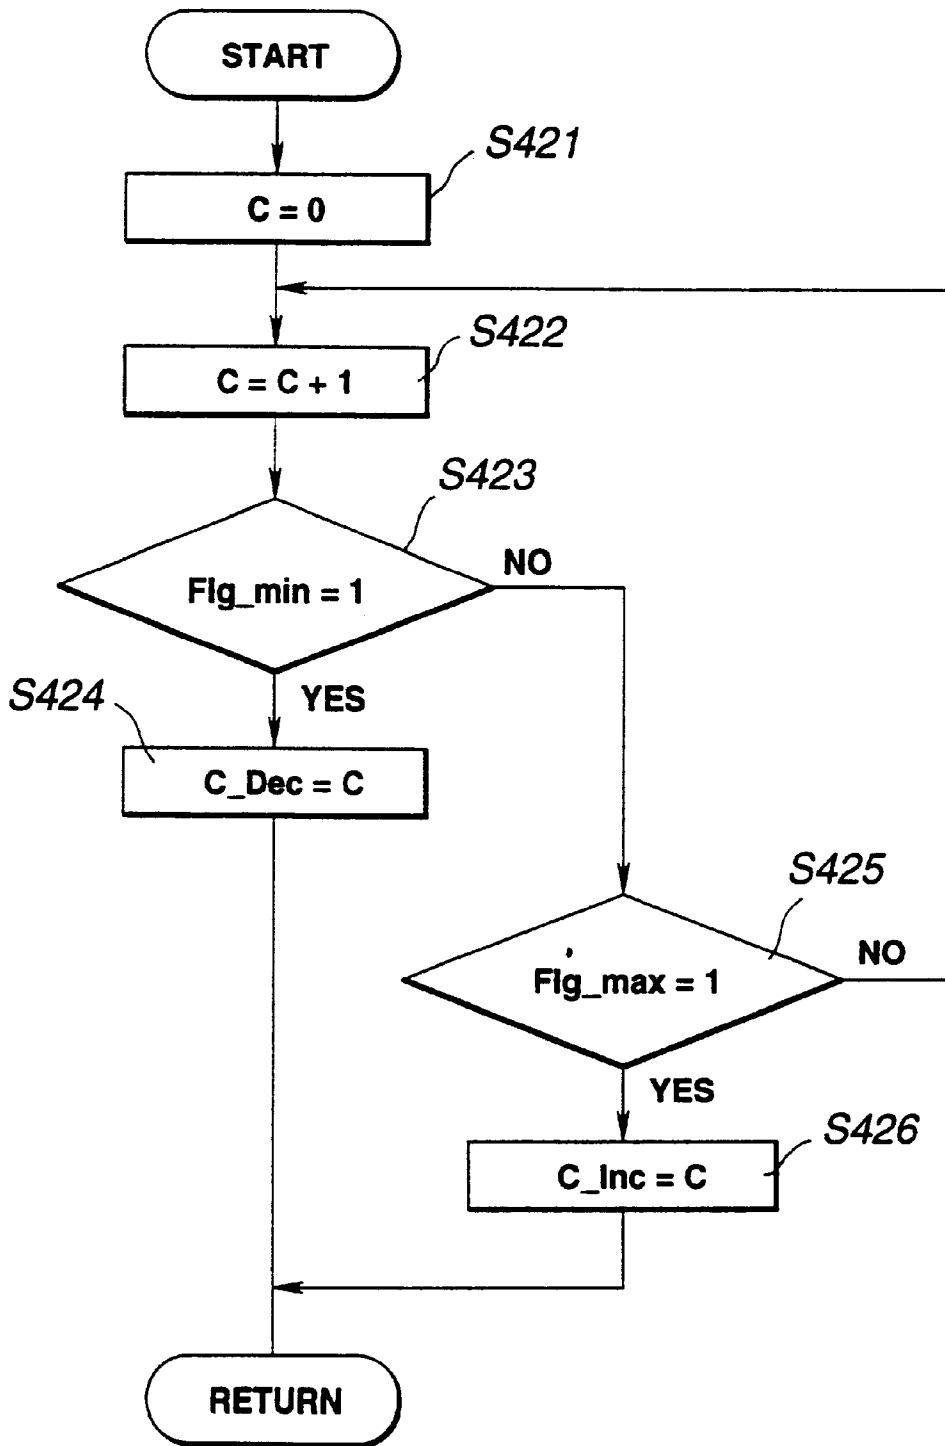 START
S421
C = 0
S422
C = C + 1
S423
NO
Flg_min = 1
YES
S424
C_Dec = C
S425
NO
Flg_max = 1
YES
S426
C_Inc = C
RETURN